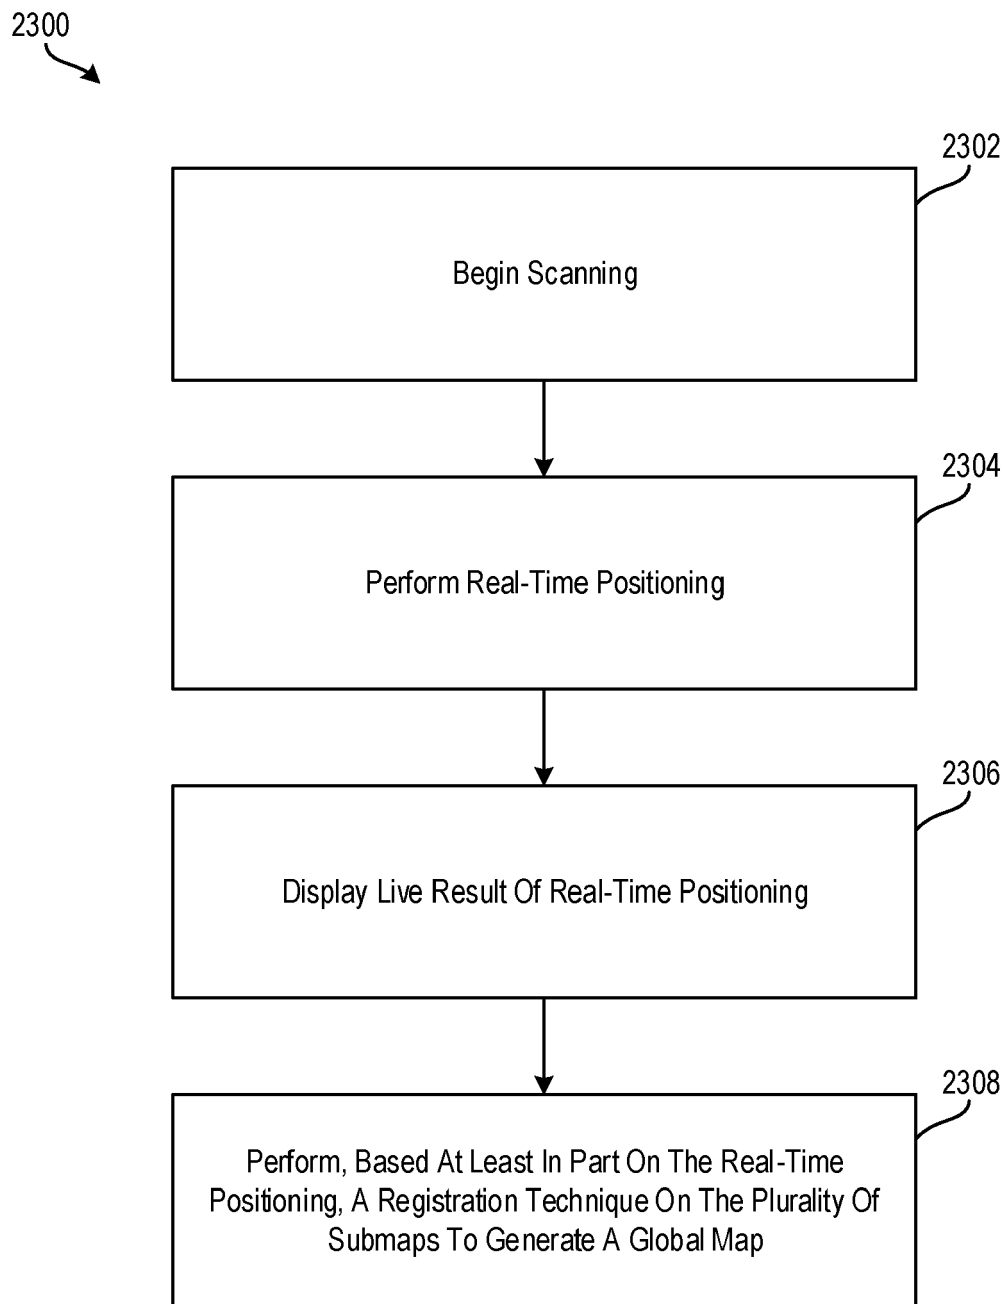 2300
2302
Begin Scanning
2304
Perform Real-Time Positioning
2306
Display Live Result Of Real-Time Positioning
2308
Perform, Based At Least In Part On The Real-Time
Positioning, A Registration Technique On The Plurality Of
Submaps To Generate A Global Map